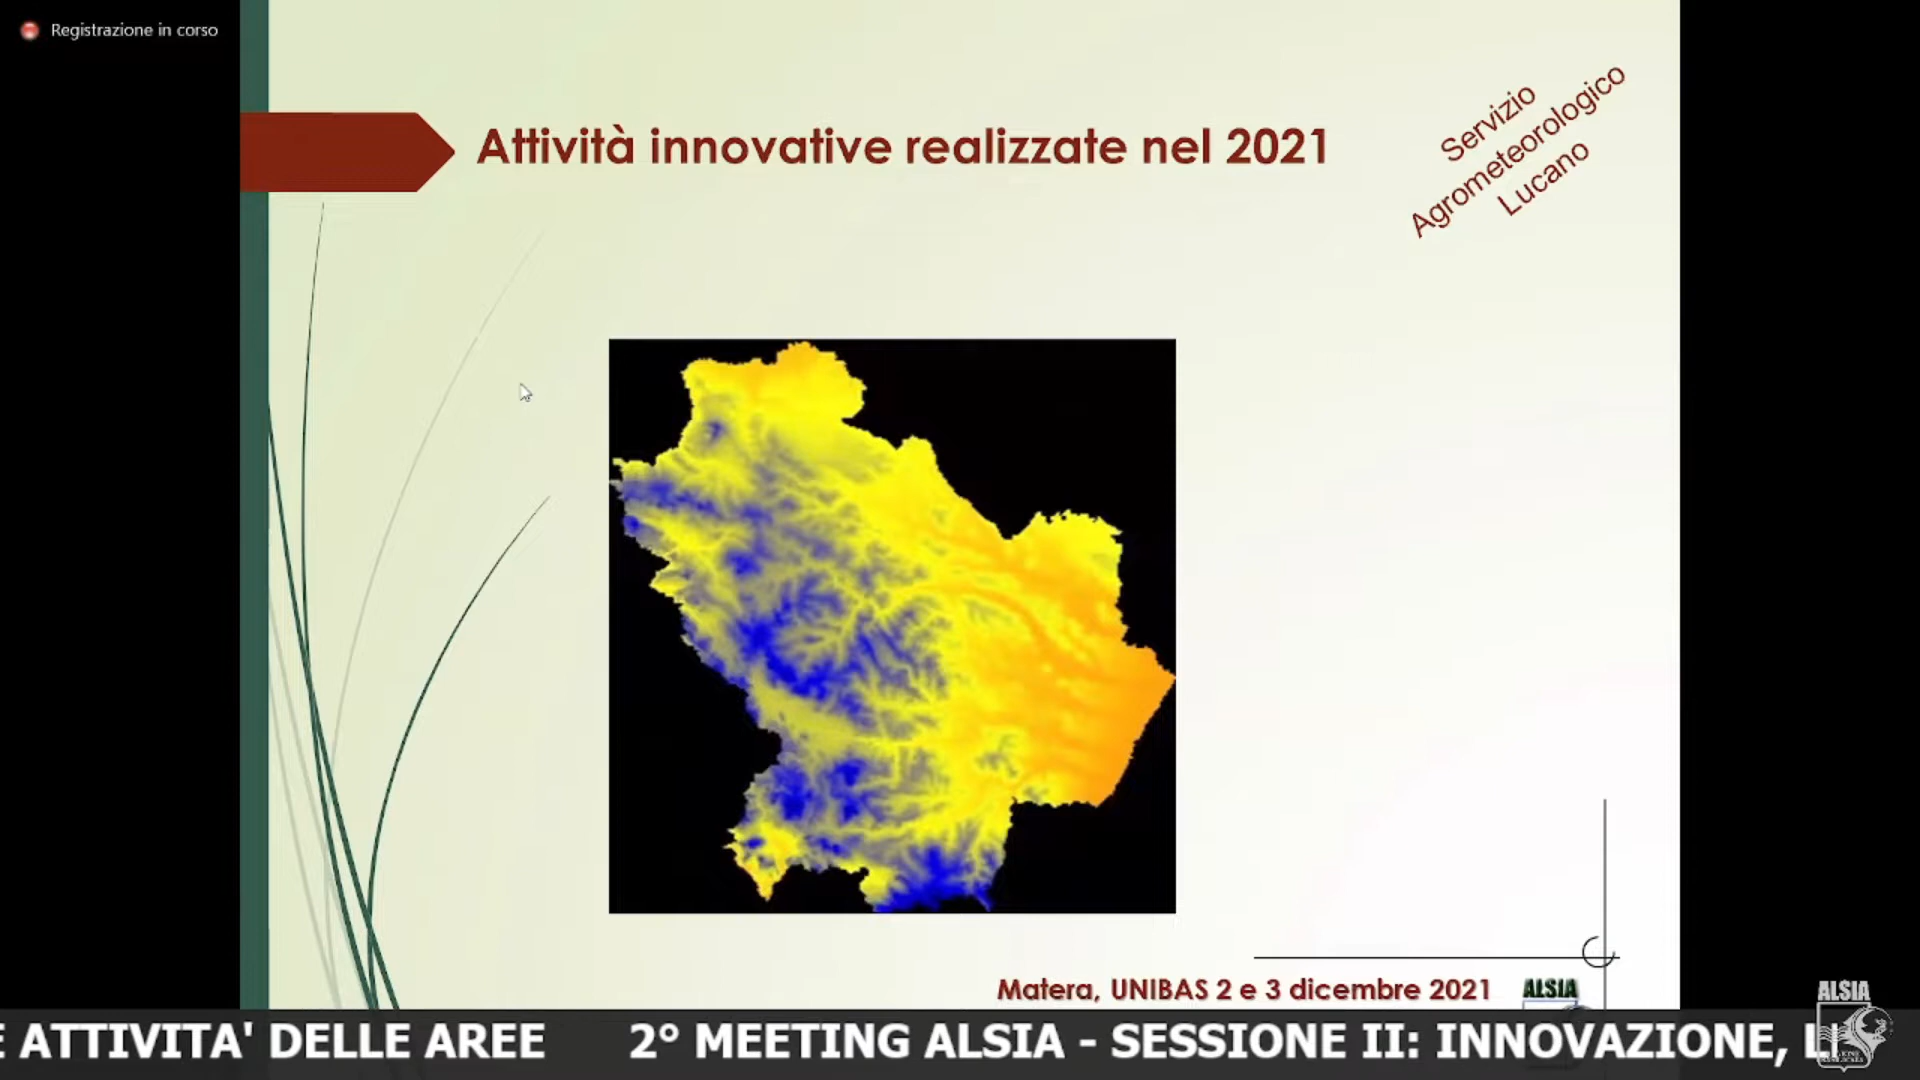 Registrazione in corso
Attività innovative realizzate nel 2021
Servizio
Agrometeorologico
Lucano
Matera, UNIBAS 2 e 3 dicembre 2021
ALSIA
ALSIA
E ATTIVITA' DELLE AREE 2° MEETING ALSIA - SESSIONE II: INNOVAZIONE,